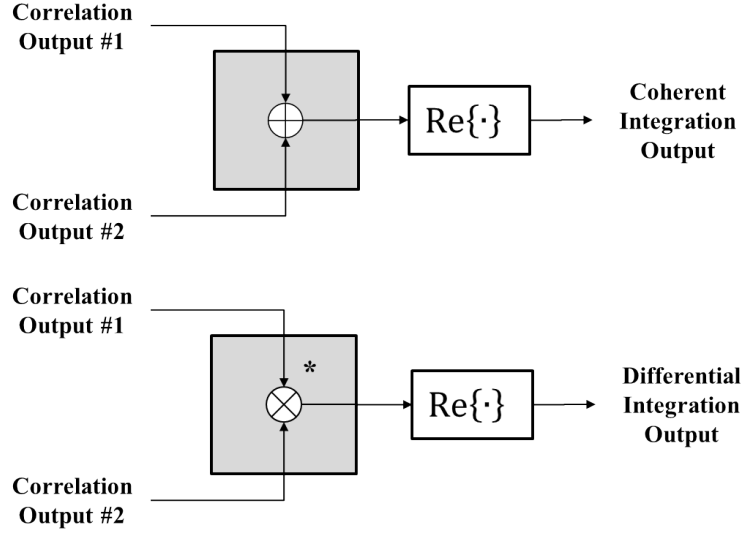 Correlation
Output #1
Re{·}
Coherent
Integration
Output
Correlation
Output #2
Correlation
Output #1
*
Re{·}
Differential
Integration
Output
Correlation
Output #2